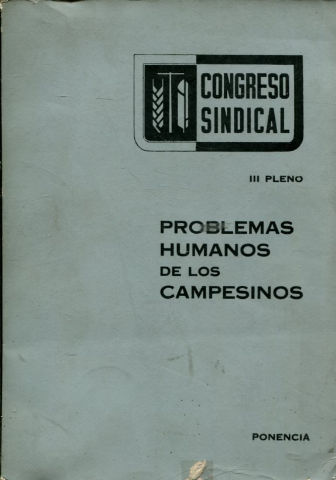 CONGRESO
SINDICAL
III PLENO
PROBLEMAS
HUMANOS
DE LOS
CAMPESINOS
PONENCIA